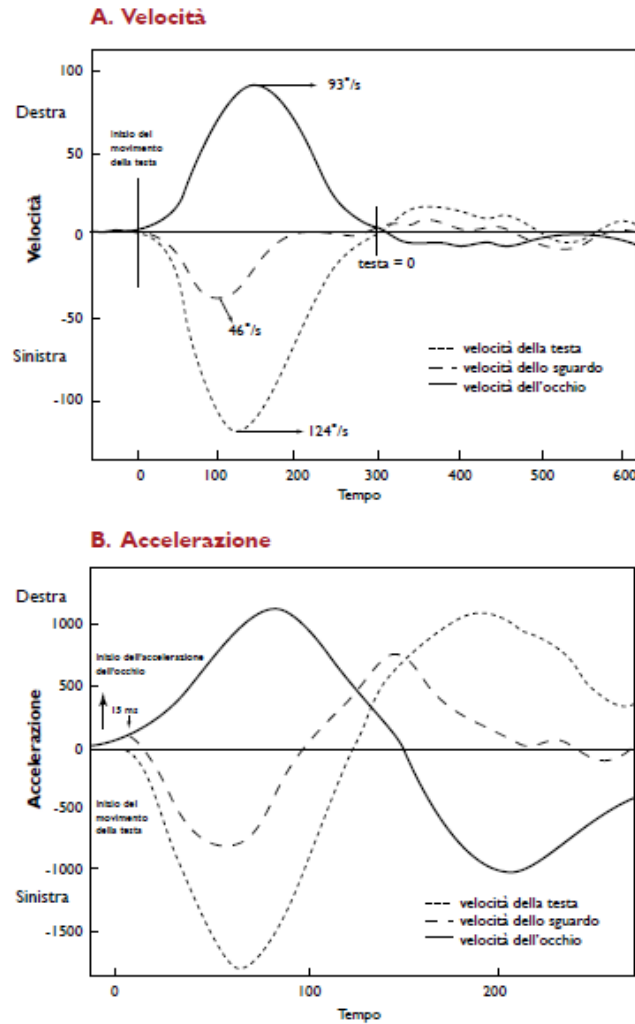 A. Velocità
100
Destra
93°/s
Inizio del
movimento
della testa
50
Velocità
0
testa = 0
-50
46°/s
Sinistra
velocità della testa
velocità dello sguardo
-100
velocità dell'occhio
124°/s
0
100
200
300
400
500
600
Tempo
B. Accelerazione
Destra
1000
Inizio dell'accelerazione
dell'occhio
500
15 ms
Accelerazione
0
Inizio del
movimento
della testa
-500
-1000
Sinistra
velocità della testa
velocità dello sguardo
-1500
velocità dell'occhio
0
100
200
Tempo